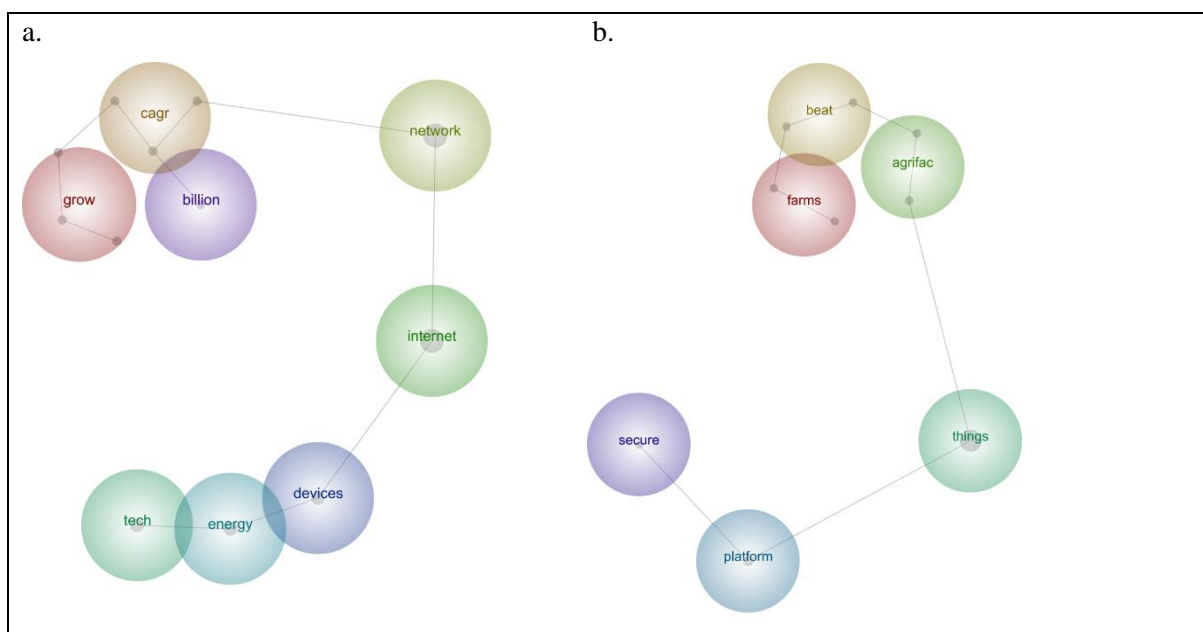 a.
cagr
network
grow
billion
internet
devices
tech
energy
b.
beat
agrifac
farms
things
secure
platform